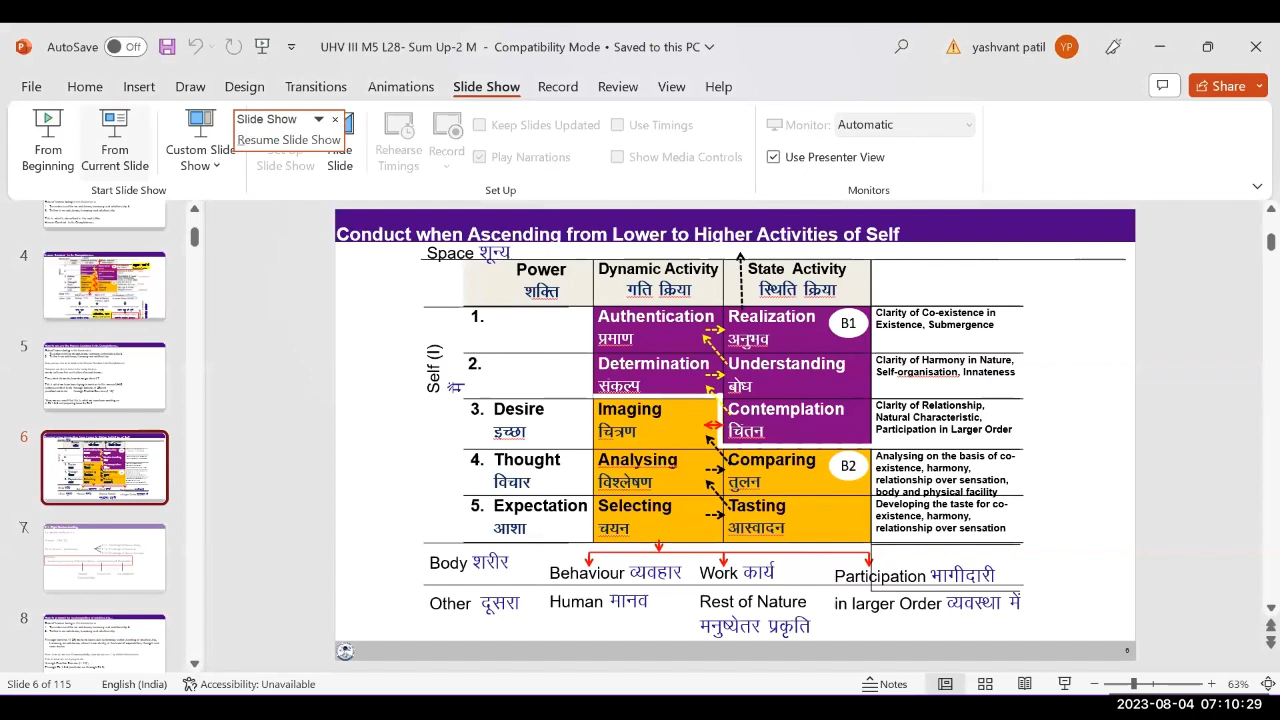 AutoSave Off
UHV III M5 L28- Sum Up-2 M - Compatibility Mode • Saved to this PC
yashvant patil YP
File Home Insert Draw Design Transitions Animations Slide Show Record Review View Help
Share
From Beginning
From Current Slide
Custom Slide Show
Slide Show
Resume Slide Show
Slide Show
Slide
Rehearse Timings
Record
Keep Slides Updated
Use Timings
Play Narrations
Show Media Controls
Monitor: Automatic
Use Presenter View
Start Slide Show
Set Up
Monitors
4
5
6
7
8
Conduct when Ascending from Lower to Higher Activities of Self
Space शून्य
Power Dynamic Activity State Activity
शक्ति गति क्रिया स्थिति क्रिया
Self (I)
मैं
1. Authentication Realization B1
प्रमाण अनुभव
Clarity of Co-existence in
Existence, Submergence
2. Determination Understanding
संकल्प बोध
Clarity of Harmony in Nature,
Self-organisation, Innateness
3. Desire Imaging Contemplation
इच्छा चित्रण चिंतन
Clarity of Relationship,
Natural Characteristic,
Participation in Larger Order
4. Thought Analysing Comparing B2
विचार विश्लेषण तुलन
Analysing on the basis of co-
existence, harmony,
relationship over sensation,
body and physical facility
5. Expectation Selecting Tasting
आशा चयन आस्वादन
Developing the taste for co-
existence, harmony,
relationship over sensation
Body शरीर
Behaviour व्यवहार Work कार्य Participation भागीदारी
Other दूसरा Human मानव Rest of Nature in larger Order व्यवस्था में
मनुष्येतर प्रकृति
6
Slide 6 of 115 English (India) Accessibility: Unavailable Notes 63%
2023-08-04 07:10:29